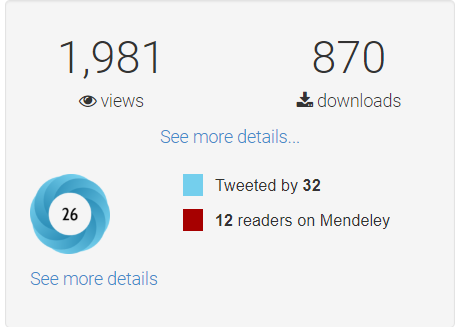 1,981 870
views downloads
See more details...
26
Tweeted by 32
12 readers on Mendeley
See more details